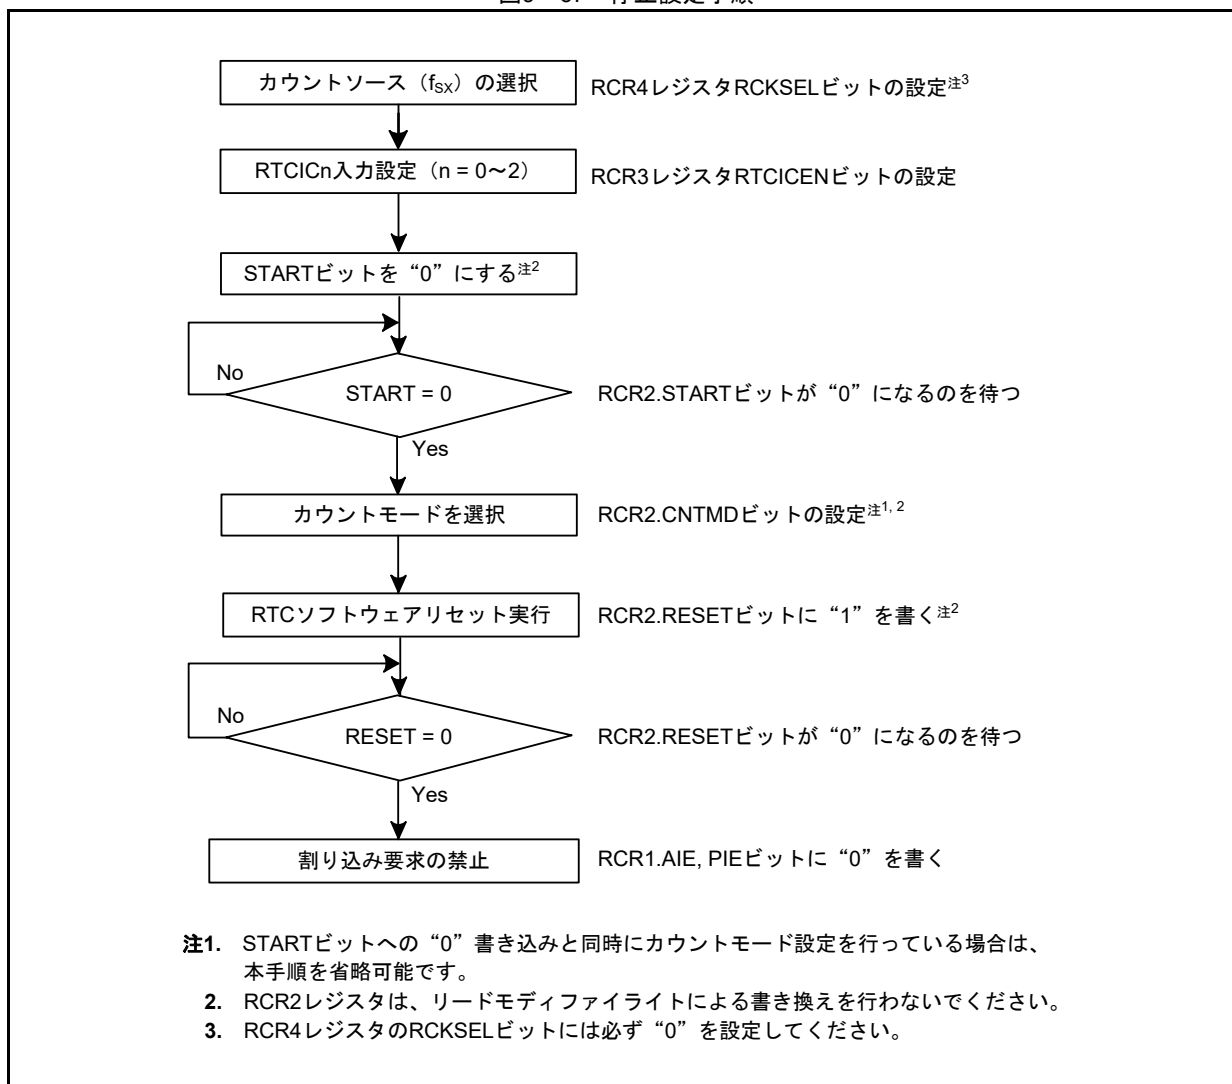 カウントソース（fSX）の選択
RCR4レジスタRCKSELビットの設定注3
RTCICn入力設定（n = 0〜2）
RCR3レジスタRTCICENビットの設定
STARTビットを“0”にする注2
No
START = 0
RCR2.STARTビットが“0”になるのを待つ
Yes
カウントモードを選択
RCR2.CNTMDビットの設定注1, 2
RTCソフトウェアリセット実行
RCR2.RESETビットに“1”を書く注2
No
RESET = 0
RCR2.RESETビットが“0”になるのを待つ
Yes
割り込み要求の禁止
RCR1.AIE, PIEビットに“0”を書く
注1. STARTビットへの“0”書き込みと同時にカウントモード設定を行っている場合は、
本手順を省略可能です。
2. RCR2レジスタは、リードモディファイライトによる書き換えを行わないでください。
3. RCR4レジスタのRCKSELビットには必ず“0”を設定してください。